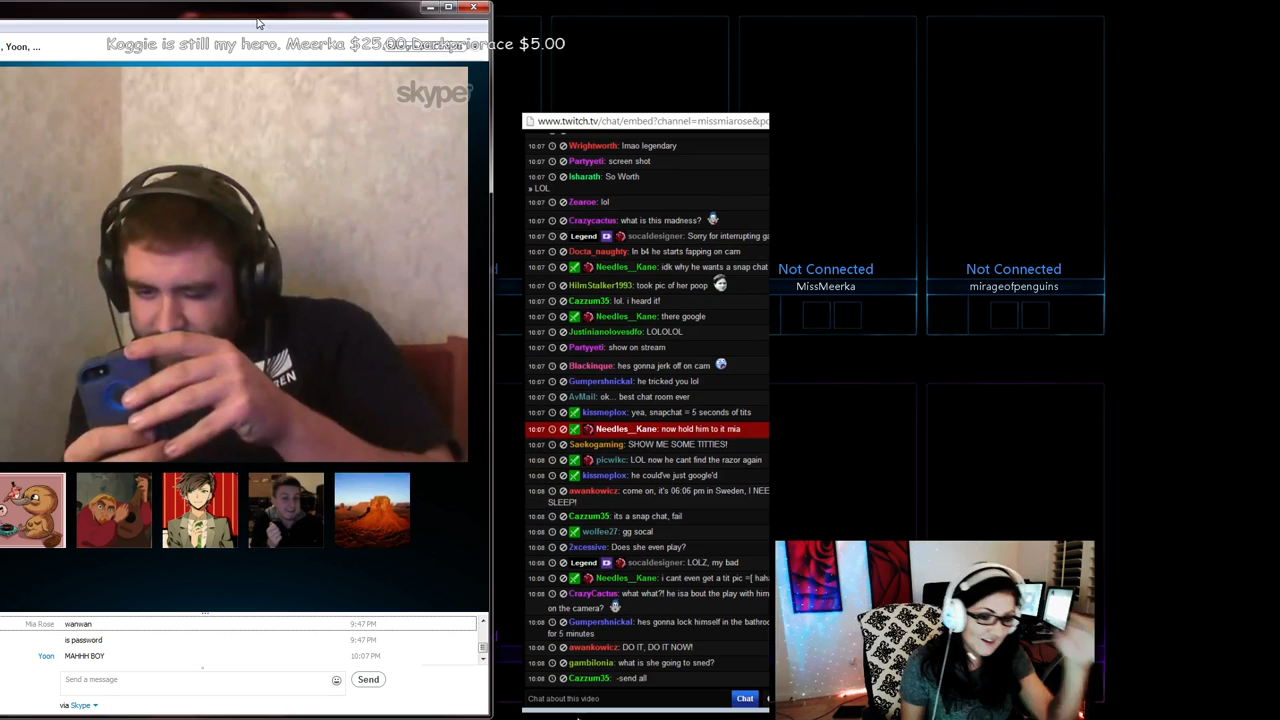 , Yoon, ...
Koggie is still my hero. Meerka $25.00
$5.00
skype
www.twitch.tv/chat/embed?channel=missmiarose&po
10:07 Wrightworth: lmao legendary
10:07 Partyyeti: screen shot
10:07 Isharath: So Worth
» LOL
10:07 Zearoe: lol
10:07 Crazycactus: what is this madness?
10:07 Legend socaldesigner: Sorry for interrupting ga
10:07 Docta_naughty: In b4 he starts fapping on cam
10:07 Needles__Kane: idk why he wants a snap chat
10:07 HilmStalker1993: took pic of her poop
10:07 Cazzum35: lol. i heard it!
10:07 Needles__Kane: there google
10:07 Justinianolovesdfo: LOLOLOL
10:07 Partyyeti: show on stream
10:07 Blackinque: hes gonna jerk off on cam
10:07 Gumpershnickal: he tricked you lol
10:07 AvMail: ok... best chat room ever
10:07 kissmeplox: yea, snapchat = 5 seconds of tits
10:07 Needles__Kane: now hold him to it mia
10:07 Saekogaming: SHOW ME SOME TITTIES!
10:08 picwikc: LOL now he cant find the razor again
10:08 kissmeplox: he could've just google'd
10:08 awankowicz: come on, it's 06:06 pm in Sweden, I NEE
SLEEP!
10:08 Cazzum35: its a snap chat, fail
10:08 wolfee27: gg socal
10:08 2xcessive: Does she even play?
10:08 Legend socaldesigner: LOLZ, my bad
10:08 Needles__Kane: i cant even get a tit pic =[ hah
10:08 CrazyCactus: what what?! he isa bout the play with him
on the camera?
10:08 Gumpershnickal: hes gonna lock himself in the bathroo
for 5 minutes
10:08 awankowicz: DO IT, DO IT NOW!
10:08 gambilonia: what is she going to sned?
10:08 Cazzum35: -send all
Chat about this video
Chat
Not Connected
MissMeerka
Not Connected
mirageofpenguins
Mia Rose wanwan 9:47 PM
is password 9:47 PM
Yoon MAHHH BOY 10:07 PM
Send a message
Send
via Skype